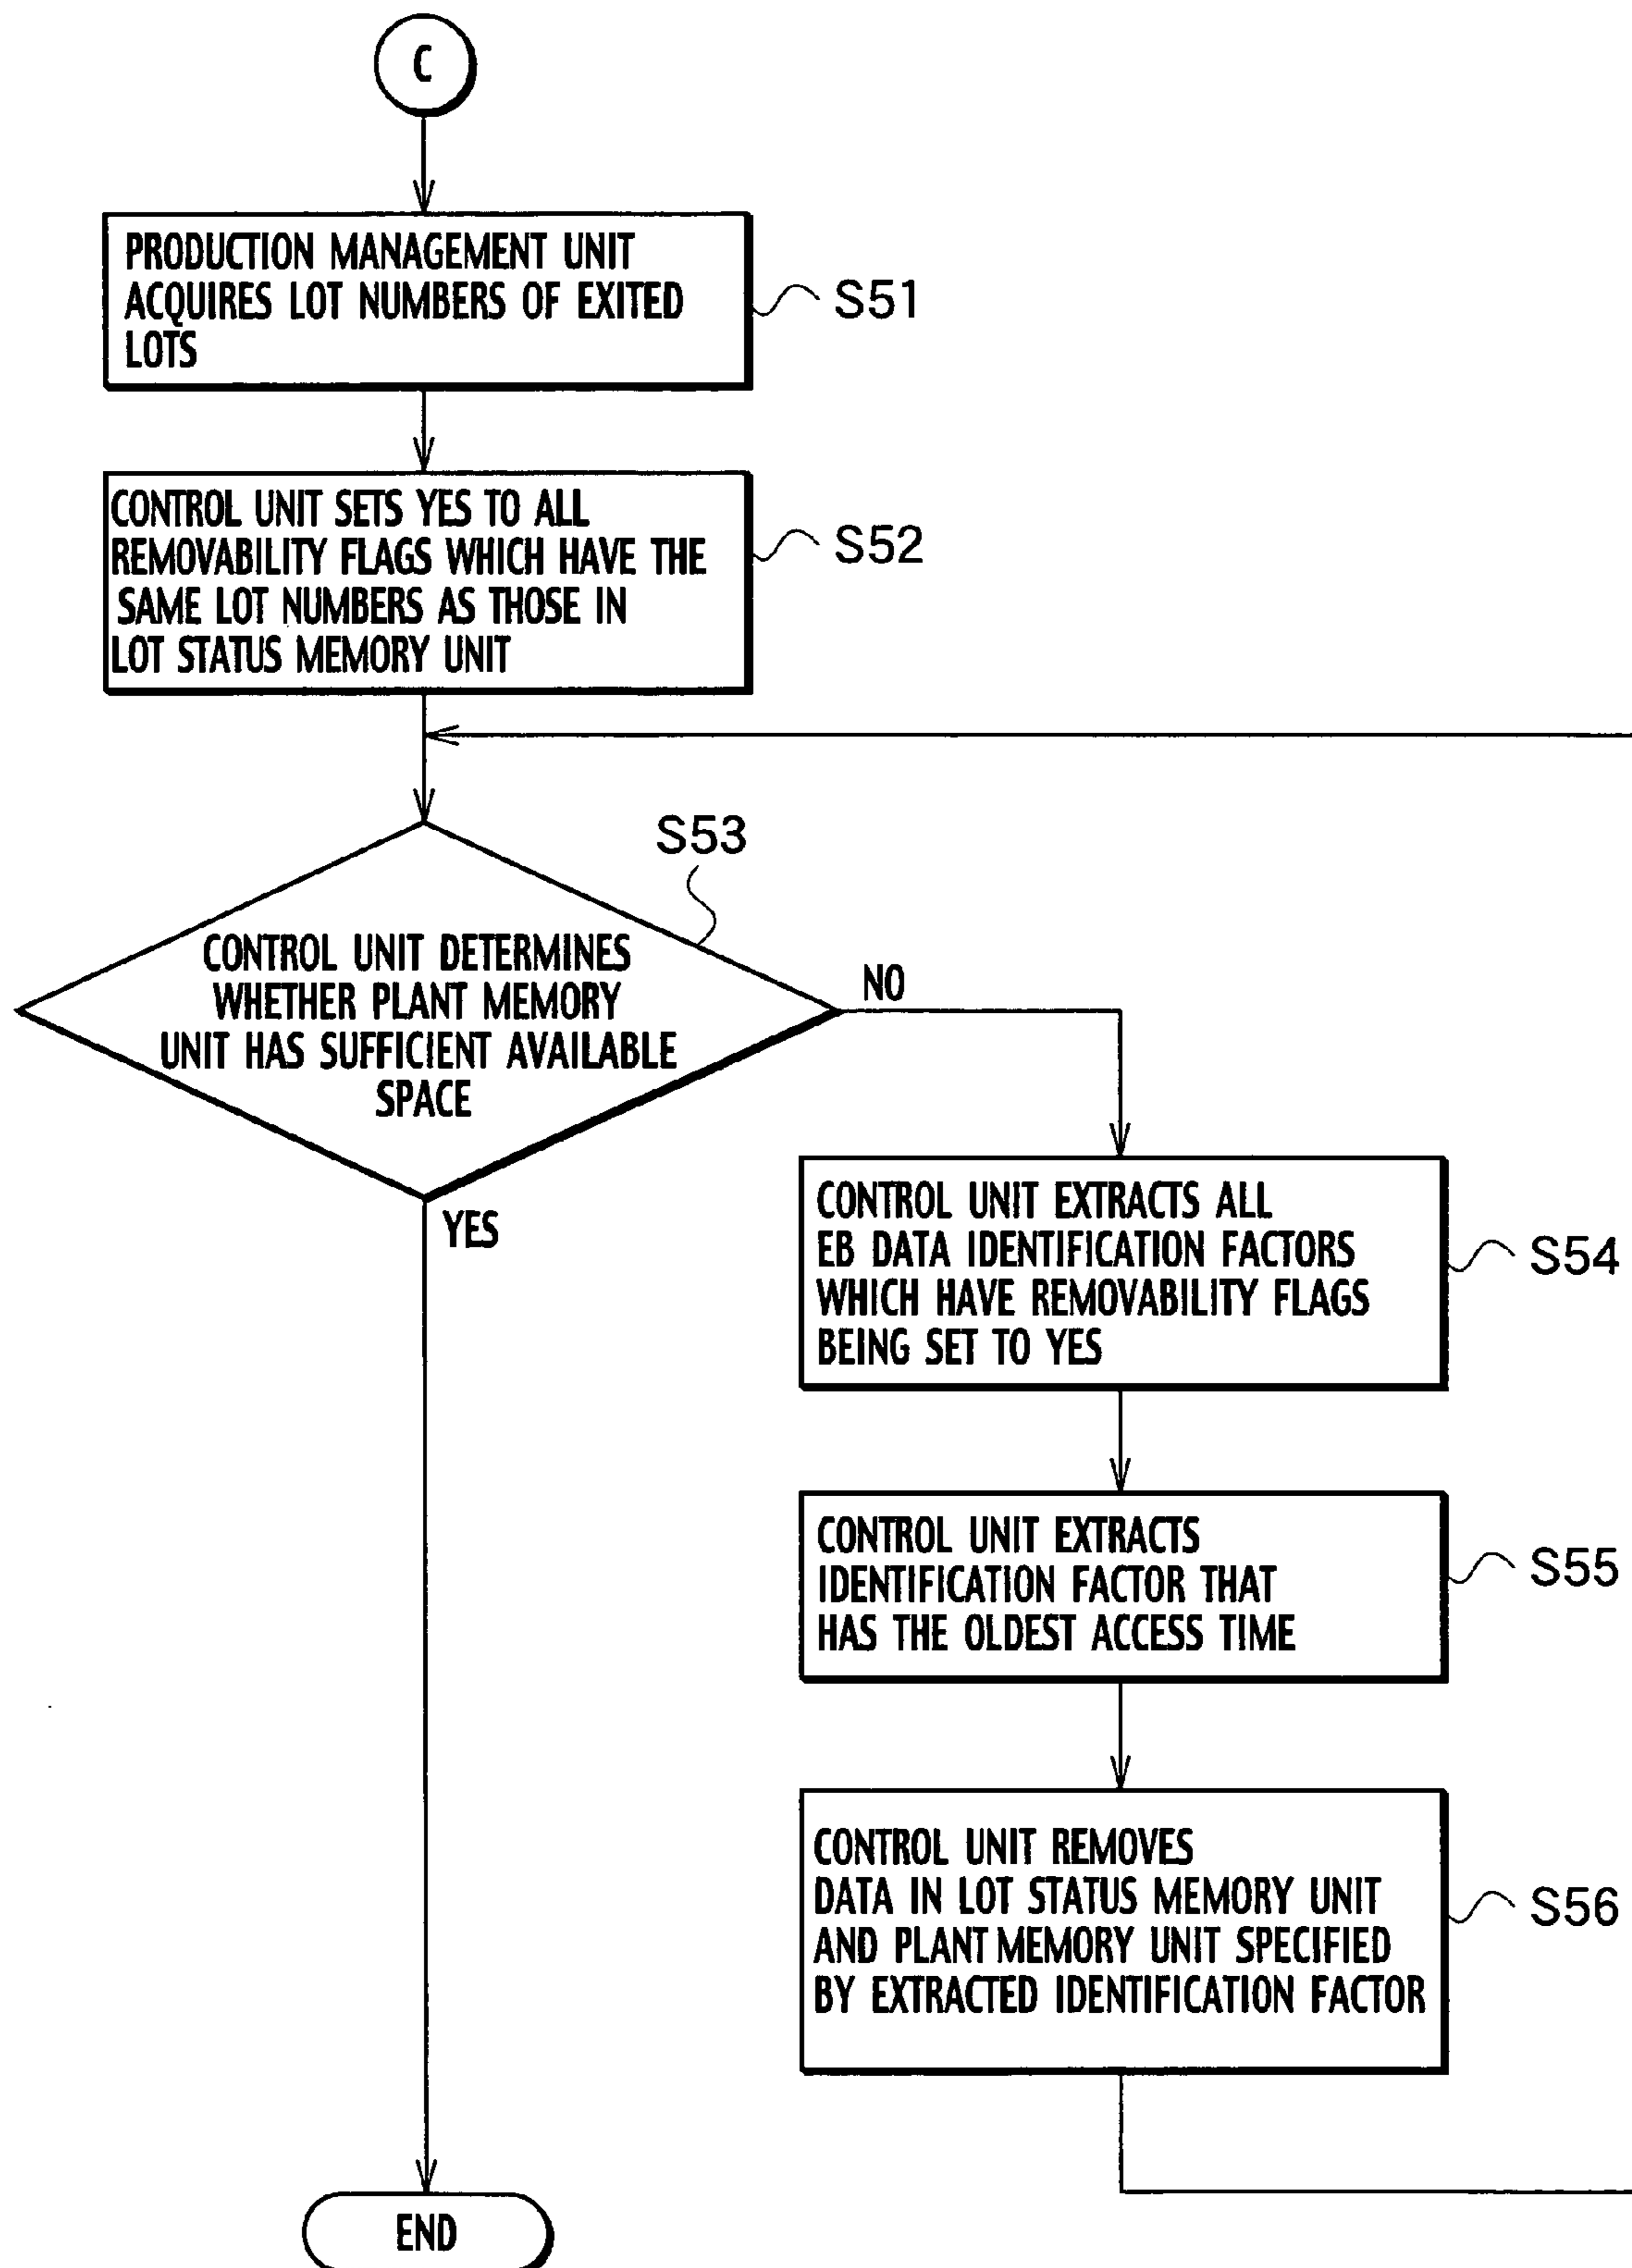 C
PRODUCTION MANAGEMENT UNIT
ACQUIRES LOT NUMBERS OF EXITED
LOTS
S51
CONTROL UNIT SETS YES TO ALL
REMOVABILITY FLAGS WHICH HAVE THE
SAME LOT NUMBERS AS THOSE IN
LOT STATUS MEMORY UNIT
S52
S53
CONTROL UNIT DETERMINES
WHETHER PLANT MEMORY
UNIT HAS SUFFICIENT AVAILABLE
SPACE
NO
YES
CONTROL UNIT EXTRACTS ALL
EB DATA IDENTIFICATION FACTORS
WHICH HAVE REMOVABILITY FLAGS
BEING SET TO YES
S54
CONTROL UNIT EXTRACTS
IDENTIFICATION FACTOR THAT
HAS THE OLDEST ACCESS TIME
S55
CONTROL UNIT REMOVES
DATA IN LOT STATUS MEMORY UNIT
AND PLANT MEMORY UNIT SPECIFIED
BY EXTRACTED IDENTIFICATION FACTOR
S56
END